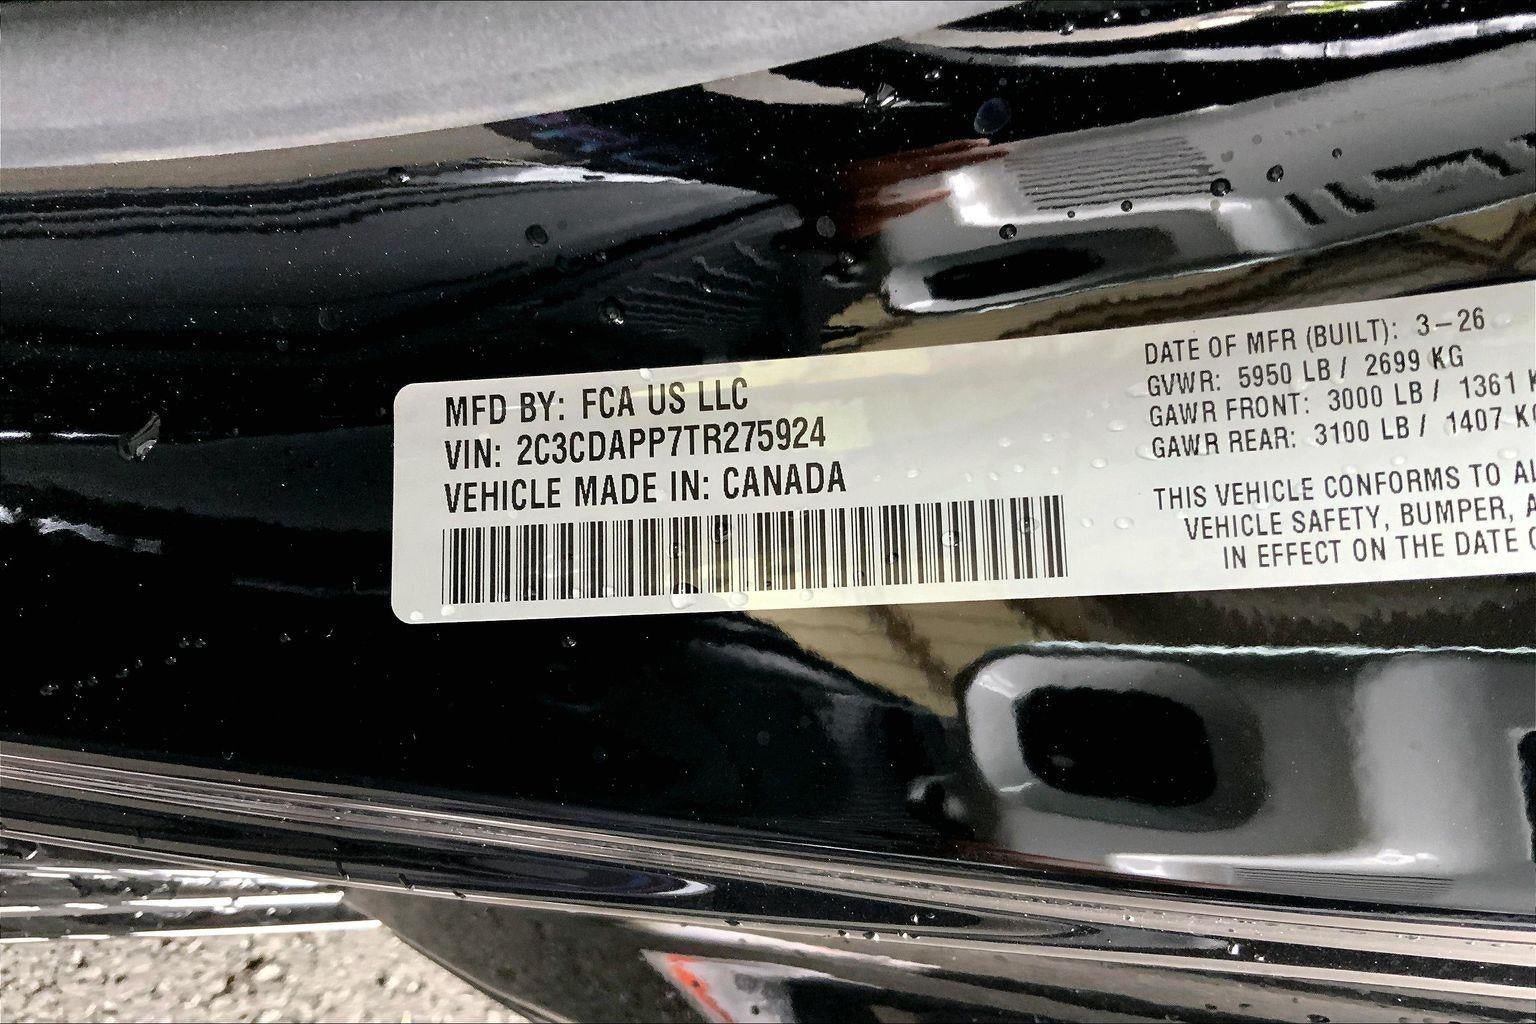 MFD BY: FCA US LLC
VIN: 2C3CDAPP7TR275924
VEHICLE MADE IN: CANADA
DATE OF MFR (BUILT): 3-26
GVWR: 5950 LB / 2699 KG
GAWR FRONT: 3000 LB / 1361
GAWR REAR: 3100 LB / 1407 KG
THIS VEHICLE CONFORMS TO
VEHICLE SAFETY, BUMPER,
IN EFFECT ON THE DATE